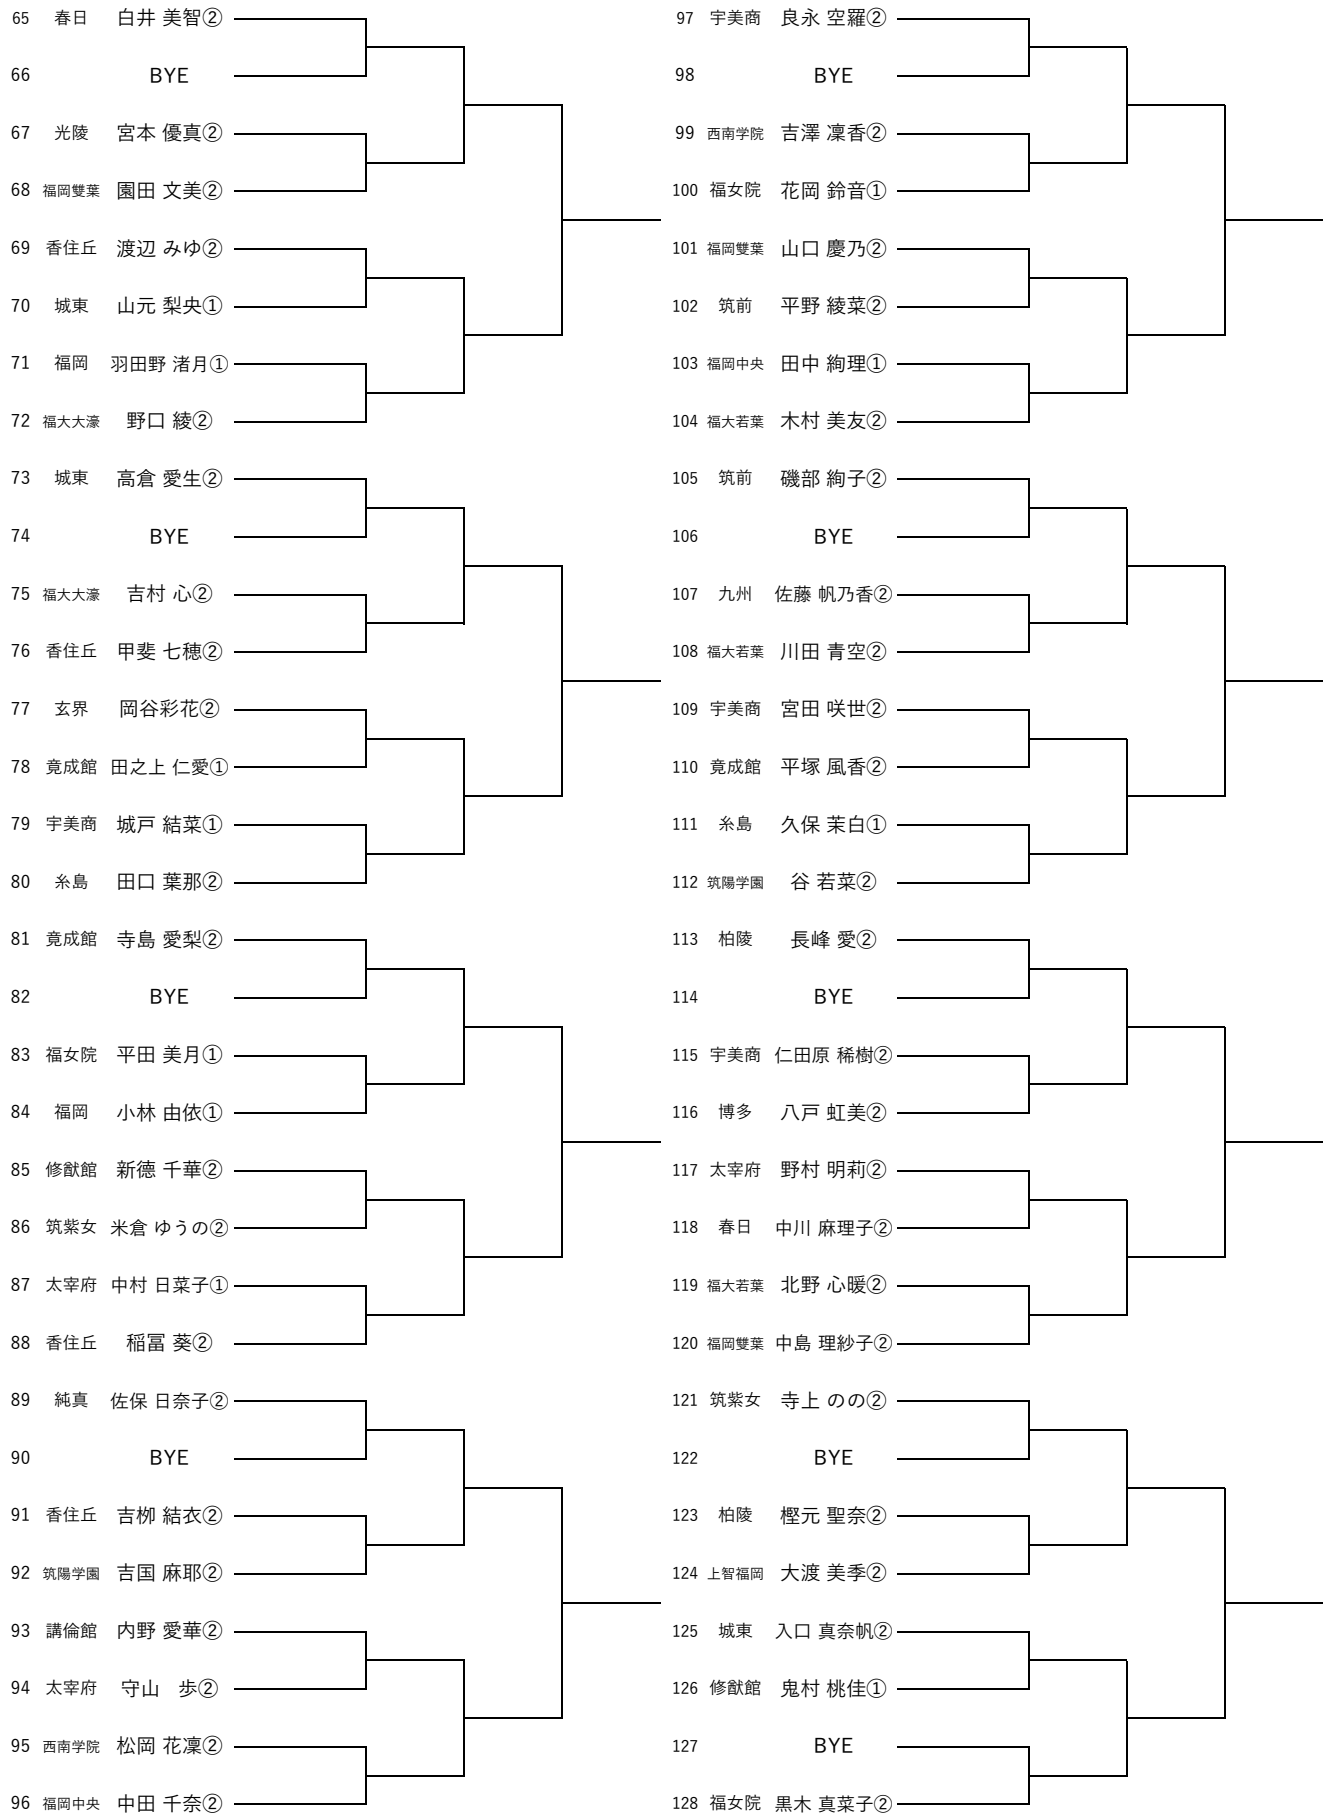 65 春日 白井 美智②
66 BYE
67 光陵 宮本 優真②
68 福岡雙葉 園田 文美②
69 香住丘 渡辺 みゆ②
70 城東 山元 梨央①
71 福岡 羽田野 渚月①
72 福大大濠 野口 綾②
73 城東 高倉 愛生②
74 BYE
75 福大大濠 吉村 心②
76 香住丘 甲斐 七穂②
77 玄界 岡谷彩花②
78 竟成館 田之上 仁愛①
79 宇美商 城戸 結菜①
80 糸島 田口 葉那②
81 竟成館 寺島 愛梨②
82 BYE
83 福女院 平田 美月①
84 福岡 小林 由依①
85 修猷館 新德 千華②
86 筑紫女 米倉 ゆうの②
87 太宰府 中村 日菜子①
88 香住丘 稲冨 葵②
89 純真 佐保 日奈子②
90 BYE
91 香住丘 吉栁 結衣②
92 筑陽学園 吉国 麻耶②
93 講倫館 内野 愛華②
94 太宰府 守山　歩②
95 西南学院 松岡 花凜②
96 福岡中央 中田 千奈②
97 宇美商 良永 空羅②
98 BYE
99 西南学院 吉澤 凜香②
100 福女院 花岡 鈴音①
101 福岡雙葉 山口 慶乃②
102 筑前 平野 綾菜②
103 福岡中央 田中 絢理①
104 福大若葉 木村 美友②
105 筑前 磯部 絢子②
106 BYE
107 九州 佐藤 帆乃香②
108 福大若葉 川田 青空②
109 宇美商 宮田 咲世②
110 竟成館 平塚 風香②
111 糸島 久保 茉白①
112 筑陽学園 谷 若菜②
113 柏陵 長峰 愛②
114 BYE
115 宇美商 仁田原 稀樹②
116 博多 八戸 虹美②
117 太宰府 野村 明莉②
118 春日 中川 麻理子②
119 福大若葉 北野 心暖②
120 福岡雙葉 中島 理紗子②
121 筑紫女 寺上 のの②
122 BYE
123 柏陵 樫元 聖奈②
124 上智福岡 大渡 美季②
125 城東 入口 真奈帆②
126 修猷館 鬼村 桃佳①
127 BYE
128 福女院 黒木 真菜子②